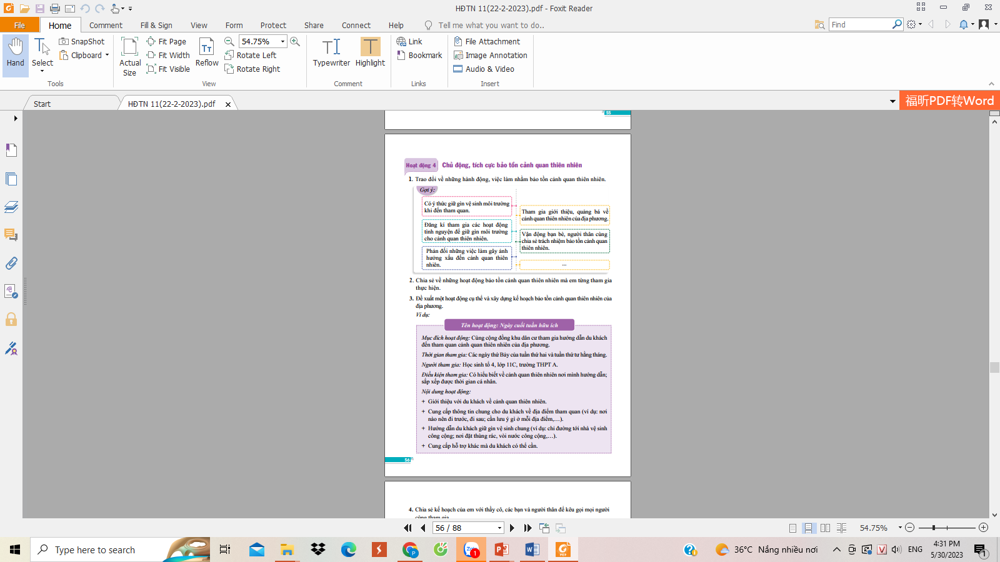 HĐTN 11(22-2-2023).pdf - Foxit Reader
File Home Comment Fill & Sign View Form Protect Share Connect Help Tell me what you want to do.. Find
Hand
Select
SnapShot
Clipboard
Tools
Actual Size
Fit Page
Fit Width
Fit Visible
Reflow
54.75%
Rotate Left
Rotate Right
View
Typewriter
Highlight
Comment
Link
Bookmark
Links
File Attachment
Image Annotation
Audio & Video
Insert
Start
HĐTN 11(22-2-2023).pdf
福昕PDF转Word
55
Hoạt động 4 Chủ động, tích cực bảo tồn cảnh quan thiên nhiên
1. Trao đổi về những hành động, việc làm nhằm bảo tồn cảnh quan thiên nhiên.
Gợi ý:
Có ý thức giữ gìn vệ sinh môi trường
khi đến tham quan.
Đăng kí tham gia các hoạt động
tình nguyện để giữ gìn môi trường
cho cảnh quan thiên nhiên.
Phản đối những việc làm gây ảnh
hưởng xấu đến cảnh quan thiên
nhiên.
Tham gia giới thiệu, quảng bá về
cảnh quan thiên nhiên của địa phương.
Vận động bạn bè, người thân cùng
chia sẻ trách nhiệm bảo tồn cảnh quan
thiên nhiên.
...
2. Chia sẻ về những hoạt động bảo tồn cảnh quan thiên nhiên mà em từng tham gia
thực hiện.
3. Đề xuất một hoạt động cụ thể và xây dựng kế hoạch bảo tồn cảnh quan thiên nhiên của
địa phương.
Ví dụ:
Tên hoạt động: Ngày cuối tuần hữu ích
Mục đích hoạt động: Cùng cộng đồng khu dân cư tham gia hướng dẫn du khách
đến tham quan cảnh quan thiên nhiên của địa phương.
Thời gian tham gia: Các ngày thứ Bảy của tuần thứ hai và tuần thứ tư hằng tháng.
Người tham gia: Học sinh tổ 4, lớp 11C, trường THPT A.
Điều kiện tham gia: Có hiểu biết về cảnh quan thiên nhiên nơi mình hướng dẫn;
sắp xếp được thời gian cá nhân.
Nội dung hoạt động:
+ Giới thiệu với du khách về cảnh quan thiên nhiên.
+ Cung cấp thông tin chung cho du khách về địa điểm tham quan (ví dụ: nơi
nào nên đi trước, đi sau; cần lưu ý gì ở mỗi địa điểm,...).
+ Hướng dẫn du khách giữ gìn vệ sinh chung (ví dụ: chỉ đường tới nhà vệ sinh
công cộng; nơi đặt thùng rác, vòi nước công cộng,...).
+ Cung cấp hỗ trợ khác mà du khách có thể cần.
56
4. Chia sẻ kế hoạch của em với thầy cô, các bạn và người thân để kêu gọi mọi người
cùng tham gia.
56 / 88
54.75%
Type here to search
36°C Nắng nhiều nơi
ENG
4:31 PM
5/30/2023